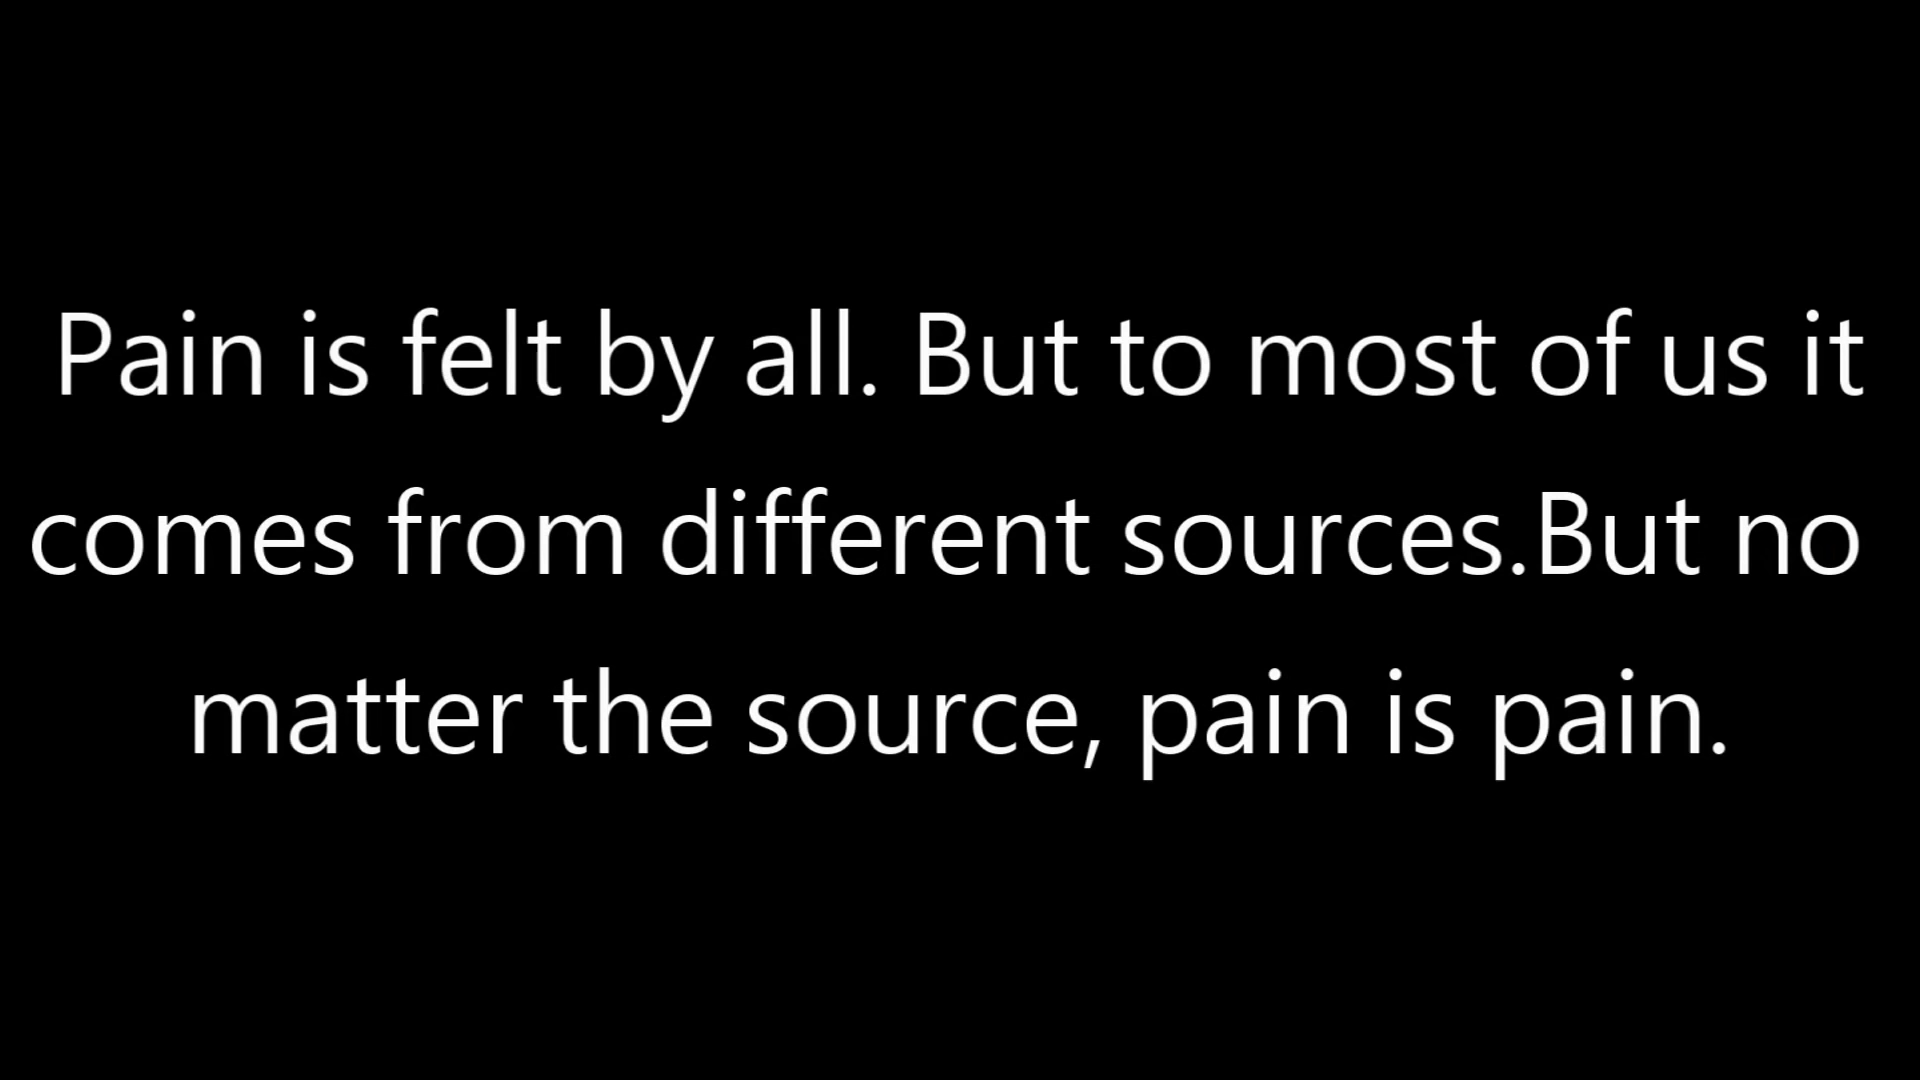 Pain is felt by all. But to most of us it
comes from different sources.But no
matter the source, pain is pain.